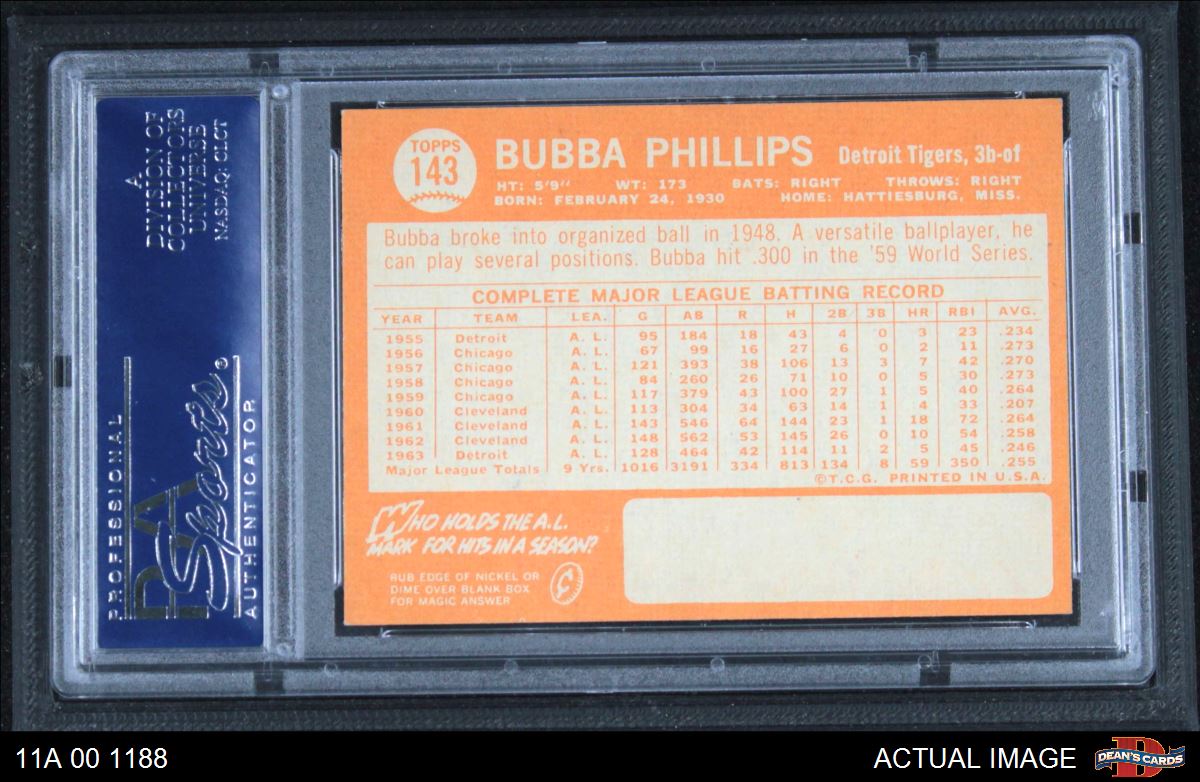 A
DIVISION OF
COLLECTORS
UNIVERSE
NASDAQ: CLCT
PROFESSIONAL
PSA
Sports®
AUTHENTICATOR
TOPPS
143
BUBBA PHILLIPS Detroit Tigers, 3b-of
HT: 5'9" WT: 173 BATS: RIGHT THROWS: RIGHT
BORN: FEBRUARY 24, 1930 HOME: HATTIESBURG, MISS.
Bubba broke into organized ball in 1948. A versatile ballplayer, he
can play several positions. Bubba hit .300 in the '59 World Series.
COMPLETE MAJOR LEAGUE BATTING RECORD
YEAR TEAM LEA. G AB R H 2B 3B HR RBI AVG.
1955 Detroit A. L. 95 184 18 43 4 0 3 23 .234
1956 Chicago A. L. 67 99 16 27 6 0 2 11 .273
1957 Chicago A. L. 121 393 38 106 13 3 7 42 .270
1958 Chicago A. L. 84 260 26 71 10 0 5 30 .273
1959 Chicago A. L. 117 379 43 100 27 1 5 40 .264
1960 Cleveland A. L. 113 304 34 63 14 1 4 33 .207
1961 Cleveland A. L. 143 546 64 144 23 1 18 72 .264
1962 Cleveland A. L. 148 562 53 145 26 0 10 54 .258
1963 Detroit A. L. 128 464 42 114 11 2 5 45 .246
Major League Totals 9 Yrs. 1016 3191 334 813 134 8 59 350 .255
©T.C.G. PRINTED IN U.S.A.
WHO HOLDS THE A.L.
MARK FOR HITS IN A SEASON?
RUB EDGE OF NICKEL OR
DIME OVER BLANK BOX
FOR MAGIC ANSWER
11A 00 1188
ACTUAL IMAGE
D
DEAN'S CARDS